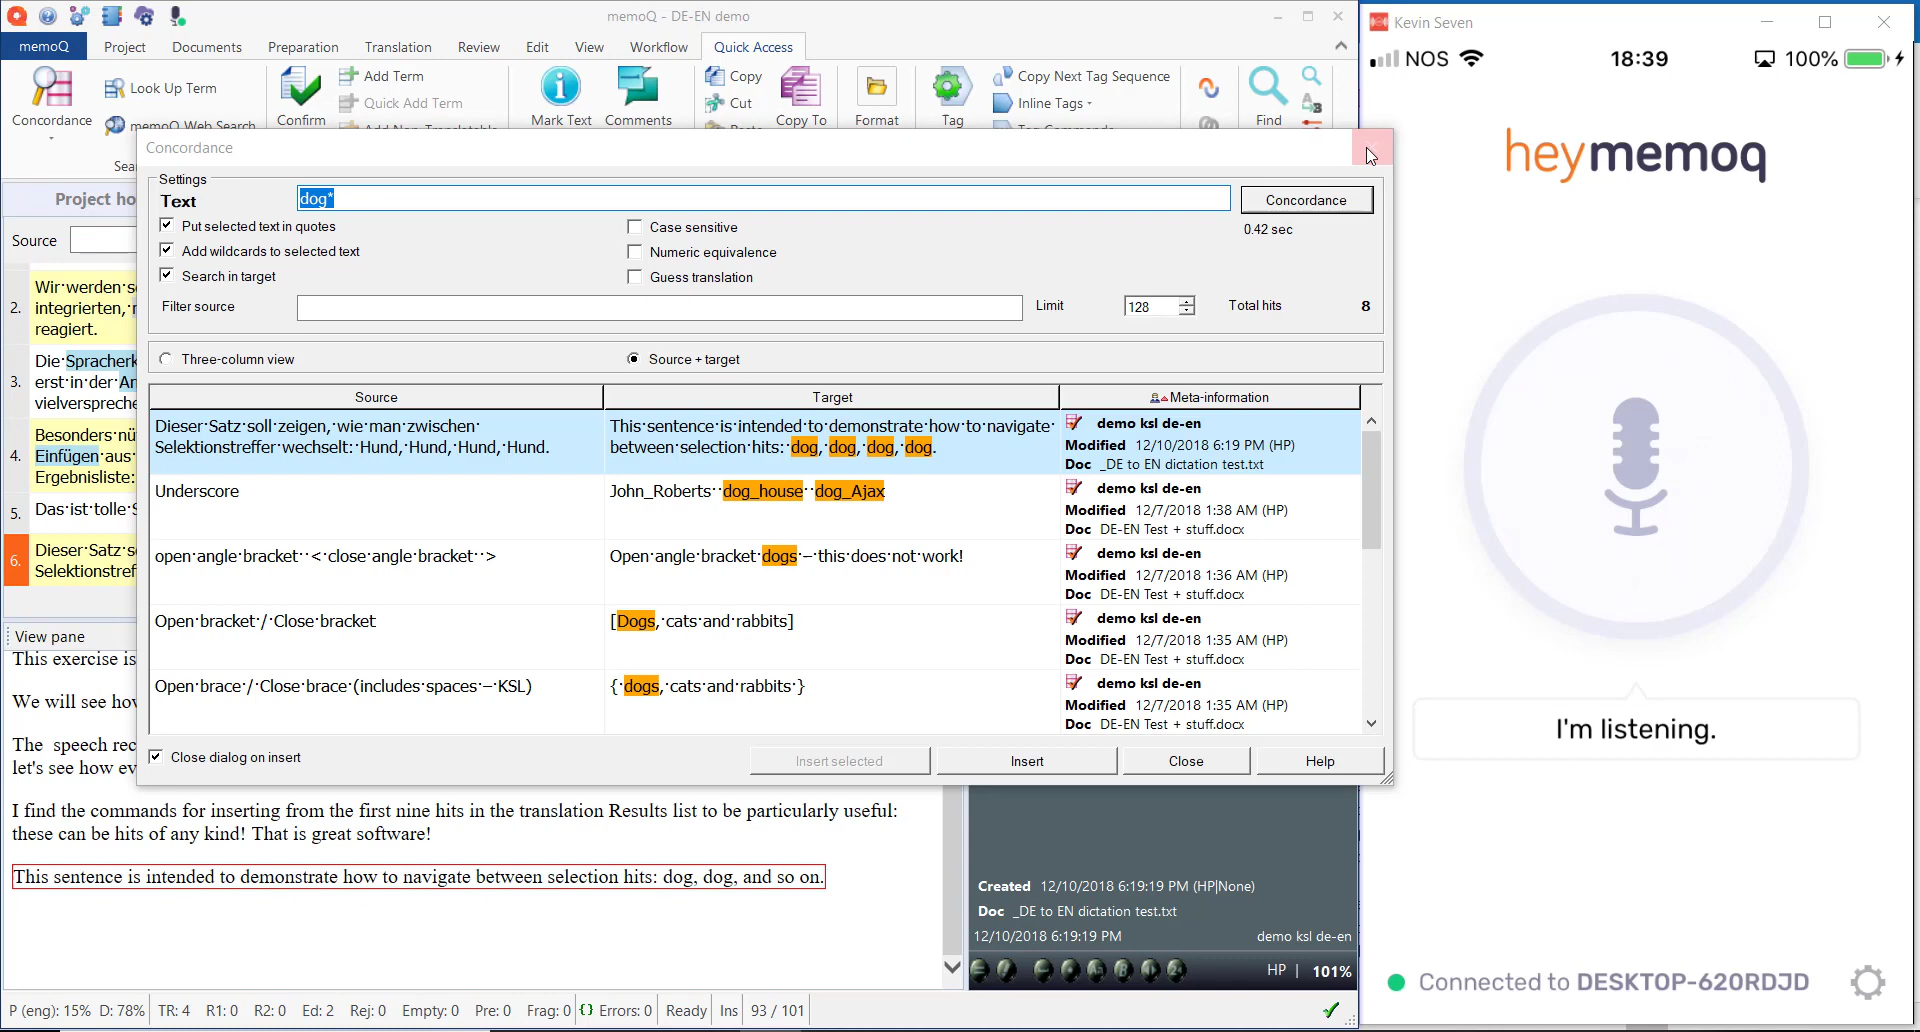 memoQ - DE-EN demo
memoQ Project Documents Preparation Translation Review Edit View Workflow Quick Access
Concordance
Look Up Term
memoQ Web Search
Confirm
Add Term
Quick Add Term
Add Non-Translatable
Mark Text
Comments
Copy
Cut
Copy To
Format
Tag
Copy Next Tag Sequence
Inline Tags
Tag Commands
Find
Concordance
Settings
Text
dog*
Concordance
Put selected text in quotes
Case sensitive
0.42 sec
Add wildcards to selected text
Numeric equivalence
Search in target
Guess translation
Filter source
Limit 128 Total hits 8
Three-column view
Source + target
Source Target Meta-information
Dieser·Satz·soll·zeigen,·wie·man·zwischen·
Selektionstreffer·wechselt:·Hund,·Hund,·Hund,·Hund.
This·sentence·is·intended·to·demonstrate·how·to·navigate·
between·selection·hits:·dog,·dog,·dog,·dog.
demo ksl de-en
Modified 12/10/2018 6:19 PM (HP)
Doc _DE to EN dictation test.txt
Underscore
John_Roberts··dog_house··dog_Ajax
demo ksl de-en
Modified 12/7/2018 1:38 AM (HP)
Doc DE-EN Test + stuff.docx
open·angle·bracket··<·close·angle·bracket··>
Open·angle·bracket·dogs·–·this·does·not·work!
demo ksl de-en
Modified 12/7/2018 1:36 AM (HP)
Doc DE-EN Test + stuff.docx
Open·bracket·/·Close·bracket
[Dogs,·cats·and·rabbits]
demo ksl de-en
Modified 12/7/2018 1:35 AM (HP)
Doc DE-EN Test + stuff.docx
Open·brace·/·Close·brace·(includes·spaces·–·KSL)
{·dogs,·cats·and·rabbits·}
demo ksl de-en
Modified 12/7/2018 1:35 AM (HP)
Doc DE-EN Test + stuff.docx
Close dialog on insert
Insert selected Insert Close Help
Project ho
Source
2. Wir·werden·s
integrierten,·
reagiert.
3. Die·Spracherk
erst·in·der·An
vielverspreche
4. Besonders·nü
Einfügen·aus·
Ergebnisliste:
5. Das·ist·tolle·S
6. Dieser·Satz·s
Selektionstref
View pane
This exercise is
We will see how
The speech rec
let's see how ev
I find the commands for inserting from the first nine hits in the translation Results list to be particularly useful:
these can be hits of any kind! That is great software!
This sentence is intended to demonstrate how to navigate between selection hits: dog, dog, and so on.
Created 12/10/2018 6:19:19 PM (HP|None)
Doc _DE to EN dictation test.txt
12/10/2018 6:19:19 PM demo ksl de-en
HP | 101%
P (eng): 15% D: 78% TR: 4 R1: 0 R2: 0 Ed: 2 Rej: 0 Empty: 0 Pre: 0 Frag: 0 {} Errors: 0 Ready Ins 93 / 101
Kevin Seven
NOS 18:39 100%
heymemoq
I'm listening.
Connected to DESKTOP-620RDJD